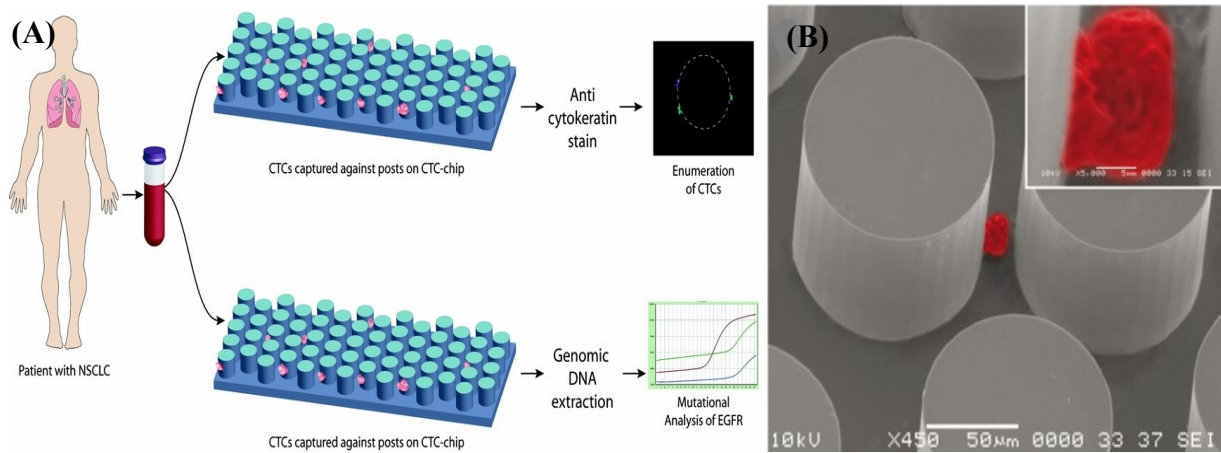 (A)
Patient with NSCLC
CTCs captured against posts on CTC-chip
Anti
cytokeratin
stain
Enumeration
of CTCs
CTCs captured against posts on CTC-chip
Genomic
DNA
extraction
Mutational
Analysis of EGFR
(B)
10kV X5,000 5mm 0000 33 15 SEI
10kV X450 50µm 0000 33 37 SEI